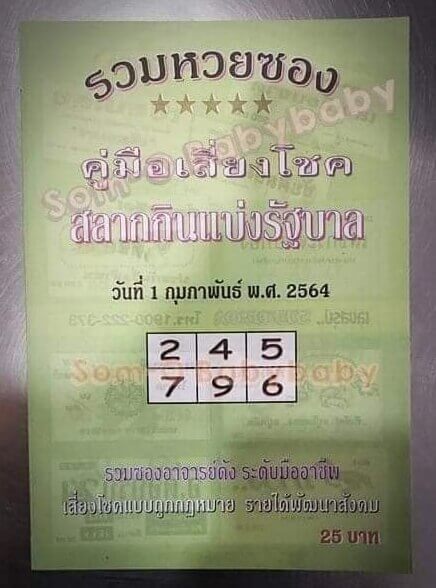 รวมหวยซอง
★★★★★
คู่มือเสี่ยงโชค
สลากกินแบ่งรัฐบาล
วันที่ 1 กุมภาพันธ์ พ.ศ. 2564
2 4 5
7 9 6
รวมซองอาจารย์ดัง ระดับมืออาชีพ
เสี่ยงโชคแบบถูกกฎหมาย รายได้พัฒนาสังคม
25 บาท
Som O Babybaby
Som O Babybaby